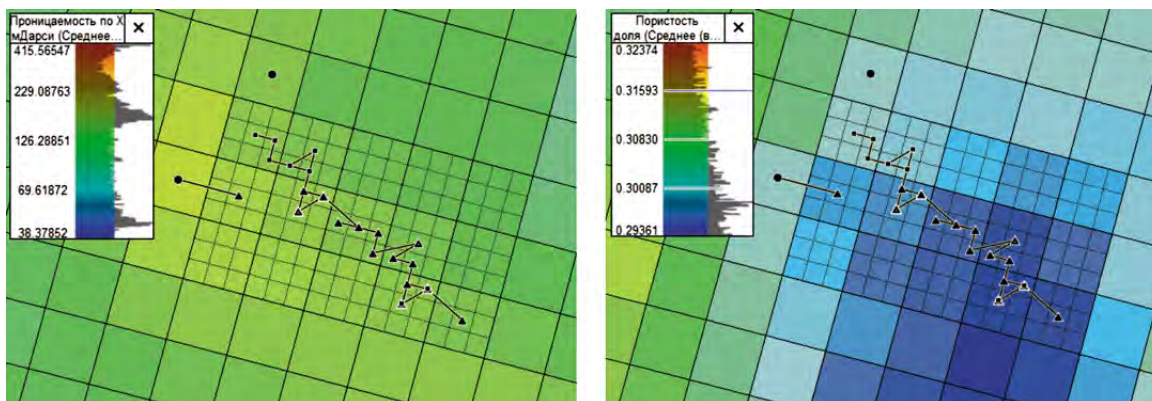 Проницаемость по X
мДарси (Среднее...
415.56547
229.08763
126.28851
69.61872
38.37852
Пористость
доля (Среднее (в...
0.32374
0.31593
0.30830
0.30087
0.29361